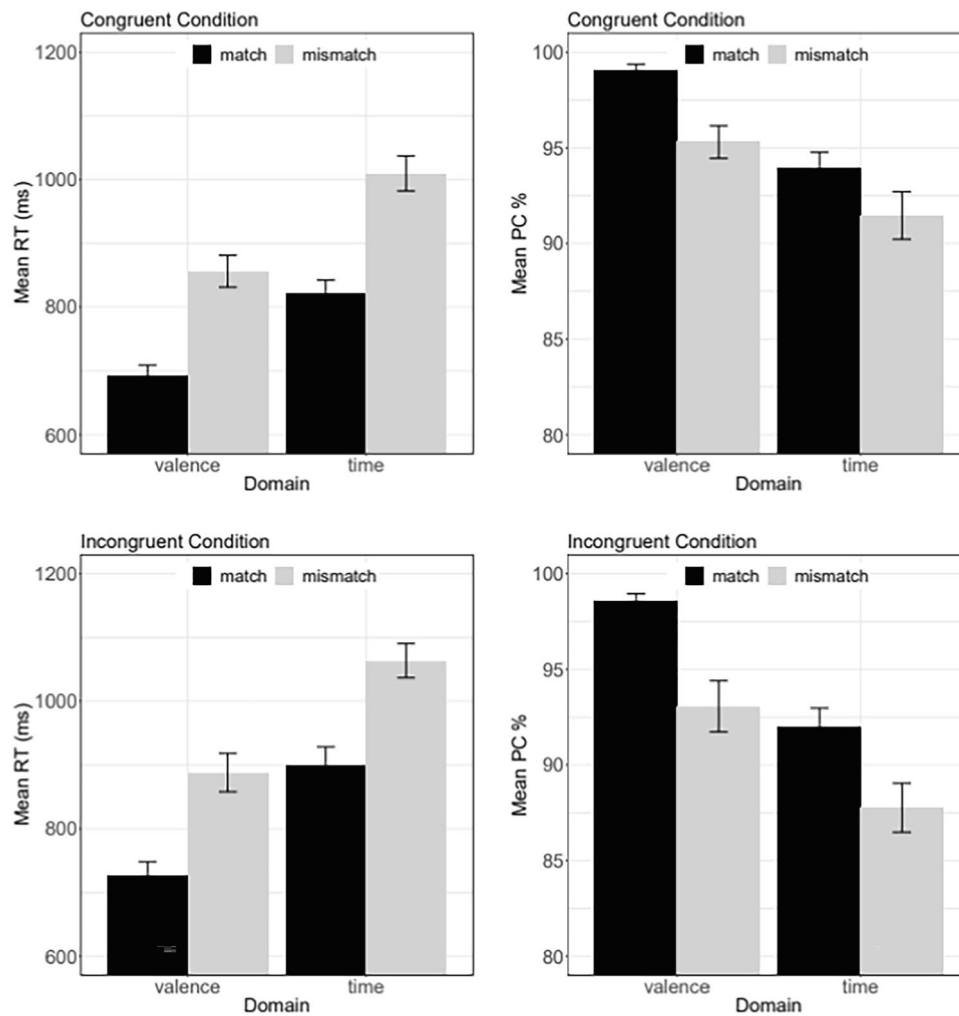 Congruent Condition
match mismatch
1200
1000
800
600
Mean RT (ms)
valence time
Domain
Congruent Condition
match mismatch
100
95
90
85
80
Mean PC %
valence time
Domain
Incongruent Condition
match mismatch
1200
1000
800
600
Mean RT (ms)
valence time
Domain
Incongruent Condition
match mismatch
100
95
90
85
80
Mean PC %
valence time
Domain